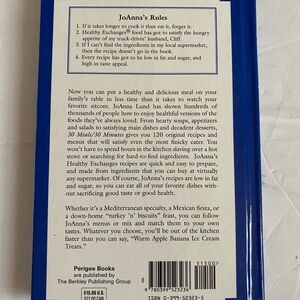 JoAnna's Rules
1. If it takes longer to cook it than eat it, forget it.
2. Healthy Exchanges® food has got to satisfy the hungry
appetite of my truck-drivin' husband, Cliff.
3. If I can't find the ingredients in my local supermarket,
then the recipe doesn't go in the book.
4. Every recipe has got to be low in fat and sugar, and
high in taste appeal.
Now you can put a healthy and delicious meal on your
family's table in less time than it takes to watch your
favorite sitcom. JoAnna Lund has shown hundreds of
thousands of people how to enjoy healthful versions of the
foods they've always loved. From hearty soups, appetizers
and salads to satisfying main dishes and decadent desserts,
30 Meals/30 Minutes gives you 120 original recipes and
menus that will satisfy even the most finicky eater. You
won't have to spend hours in the kitchen slaving over a hot
stove or searching for hard-to-find ingredients. JoAnna's
Healthy Exchanges recipes are quick and easy to prepare,
and made from ingredients that you can buy at virtually
any supermarket. Of course, JoAnna's recipes are low in fat
and sugar, so you can eat all of your favorite dishes with-
out sacrificing good taste or good health.
Whether it's a Mediterranean specialty, a Mexican fiesta, or
a down-home "turkey 'n' biscuits" feast, you can follow
JoAnna's menus or mix and match them to your own
tastes. Whatever you choose, you'll be out of the kitchen
faster than you can say, "Warm Apple Banana Ice Cream
Treats."
Perigee Books
are published by
The Berkley Publishing Group
$15.00 U.S.
$21.00 CAN
51500
9 780399 523236
ISBN 0-399-52323-6